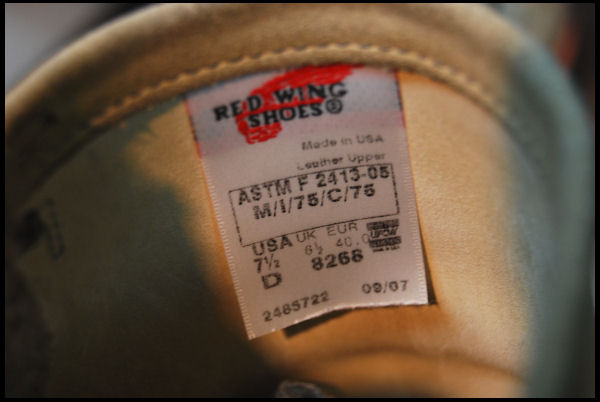 RED WING
SHOES®
Made in USA
Leather Upper
ASTM F 2413-05
M/I/75/C/75
USA UK EUR
7½ 6½ 40.0
D 8268
2485722 09/07